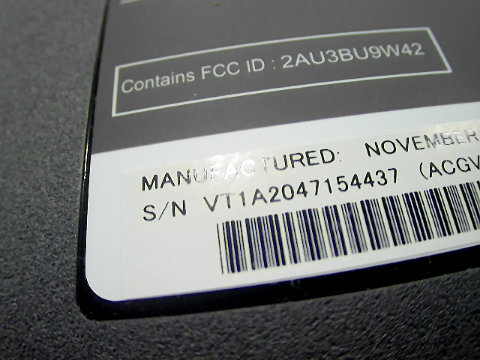 Contains FCC ID : 2AU3BU9W42
MANUFACTURED: NOVEMBER
S/N VT1A2047154437 (ACGV